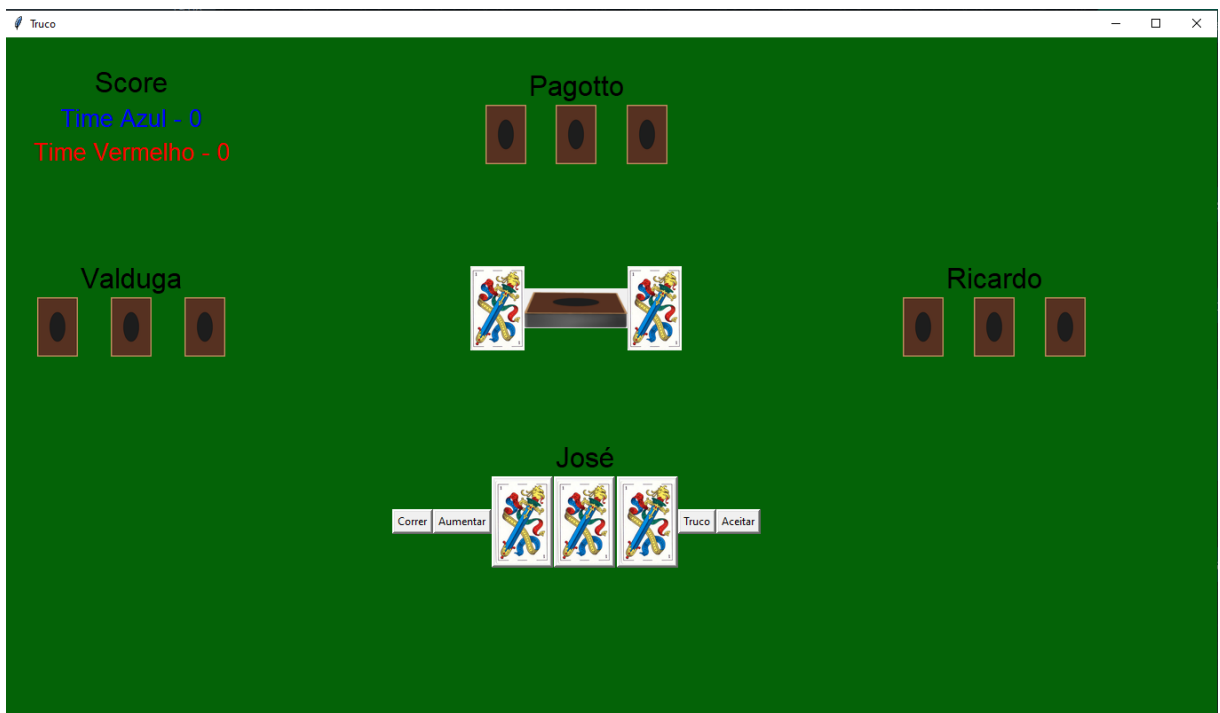 Truco
Score
Time Azul - 0
Time Vermelho - 0
Pagotto
Valduga
Ricardo
José
Correr Aumentar Truco Aceitar